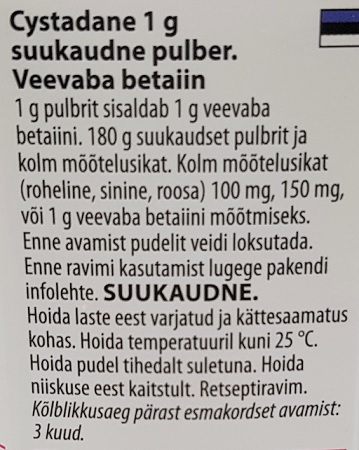 Cystadane 1 g
suukaudne pulber.
Veevaba betaiin
1 g pulbrit sisaldab 1 g veevaba
betaiini. 180 g suukaudset pulbrit ja
kolm mõõtelusikat. Kolm mõõtelusikat
(roheline, sinine, roosa) 100 mg, 150 mg,
või 1 g veevaba betaiini mõõtmiseks.
Enne avamist pudelit veidi loksutada.
Enne ravimi kasutamist lugege pakendi
infolehte. SUUKAUDNE.
Hoida laste eest varjatud ja kättesaamatus
kohas. Hoida temperatuuril kuni 25 °C.
Hoida pudel tihedalt suletuna. Hoida
niiskuse eest kaitstult. Retseptiravim.
Kõlblikkusaeg pärast esmakordset avamist:
3 kuud.